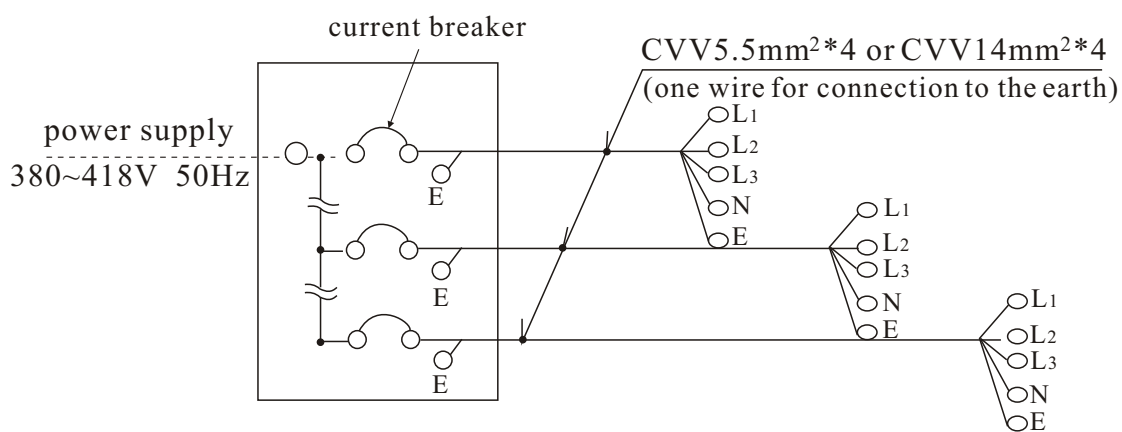 current breaker
CVV5.5mm²*4 or CVV14mm²*4
(one wire for connection to the earth)
power supply
380~418V 50Hz
E
L1
L2
L3
N
E
E
L1
L2
L3
N
E
E
L1
L2
L3
N
E